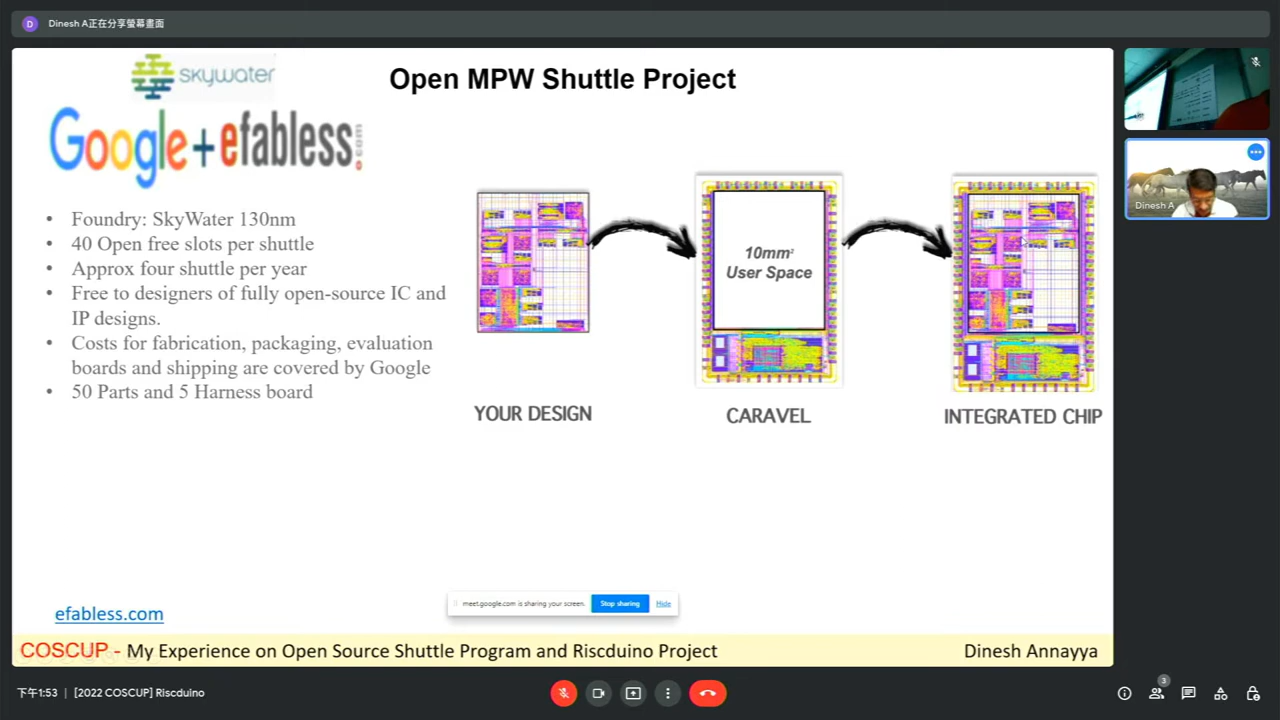 D
Dinesh A正在分享螢幕畫面
skywater
Open MPW Shuttle Project
Google+efabless.com
• Foundry: SkyWater 130nm
• 40 Open free slots per shuttle
• Approx four shuttle per year
• Free to designers of fully open-source IC and
IP designs.
• Costs for fabrication, packaging, evaluation
boards and shipping are covered by Google
• 50 Parts and 5 Harness board
10mm²
User Space
YOUR DESIGN
CARAVEL
INTEGRATED CHIP
Dinesh A
efabless.com
meet.google.com is sharing your screen.
Stop sharing
Hide
COSCUP - My Experience on Open Source Shuttle Program and Riscduino Project
Dinesh Annayya
下午1:53 | [2022 COSCUP] Riscduino
3